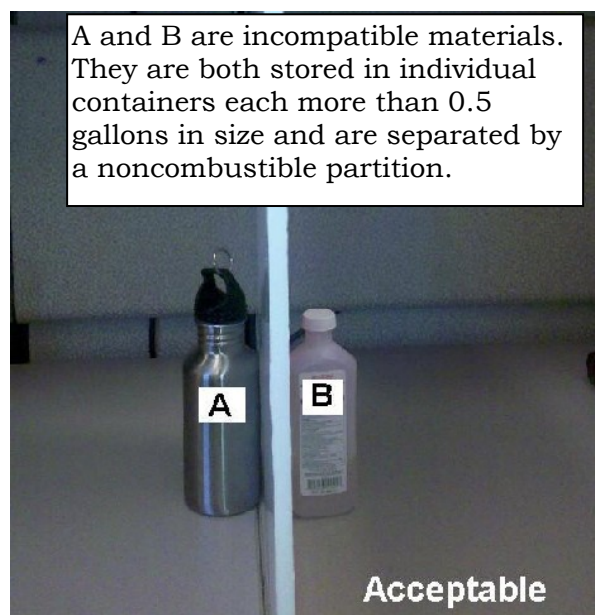 A and B are incompatible materials.
They are both stored in individual
containers each more than 0.5
gallons in size and are separated by
a noncombustible partition.
A
B
Acceptable